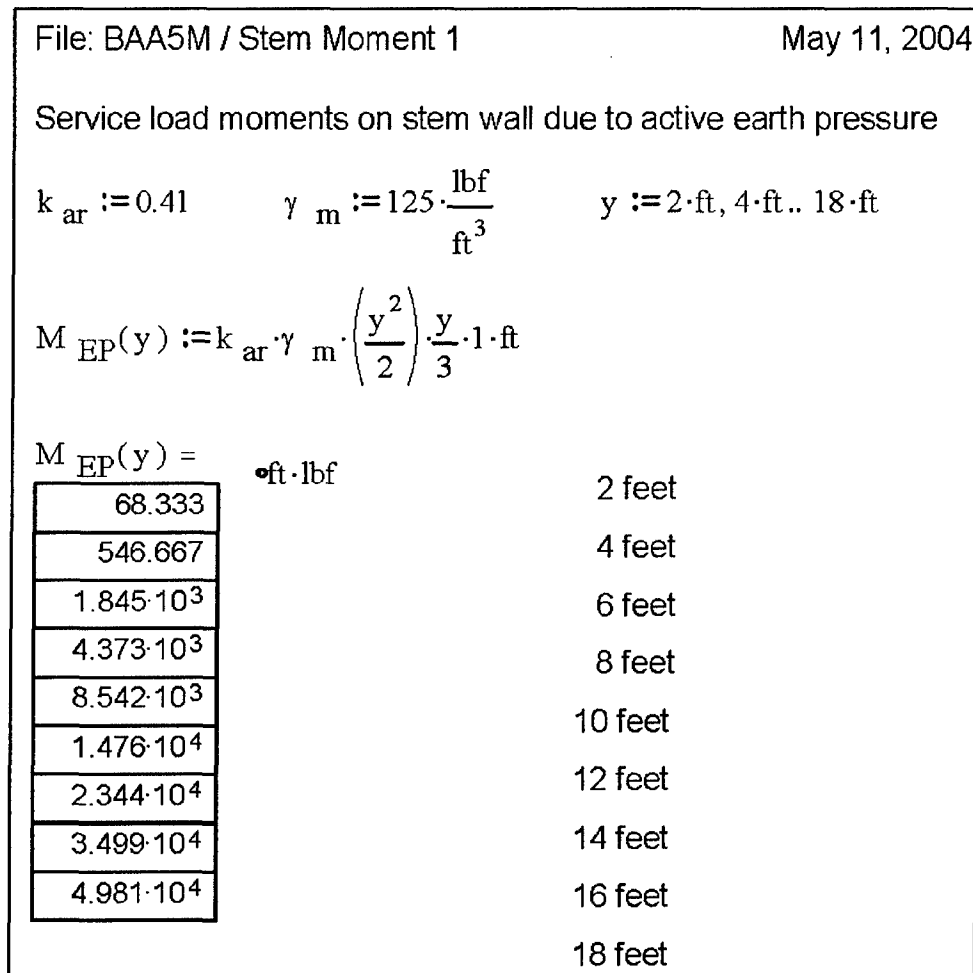 File: BAA5M / Stem Moment 1 May 11, 2004
Service load moments on stem wall due to active earth pressure
k ar := 0.41 γ m := 125·lbf/ft³ y := 2·ft, 4·ft.. 18·ft
M EP(y) := k ar·γ m·(y²/2)·y/3·1·ft
M EP(y) = •ft·lbf
68.333 2 feet
546.667 4 feet
1.845·10³ 6 feet
4.373·10³ 8 feet
8.542·10³ 10 feet
1.476·10⁴ 12 feet
2.344·10⁴ 14 feet
3.499·10⁴ 16 feet
4.981·10⁴ 18 feet